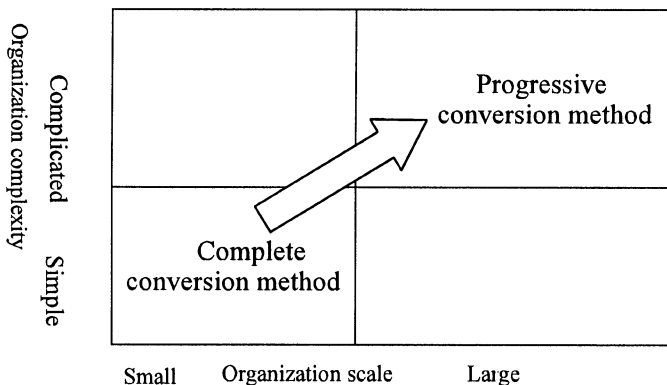 Organization complexity
Complicated
Simple
Progressive
conversion method
Complete
conversion method
Small
Organization scale
Large